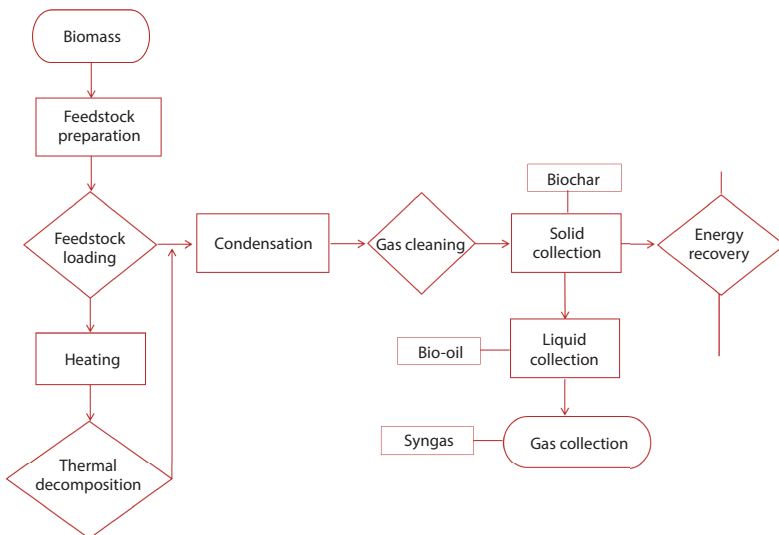 Biomass
Feedstock
preparation
Feedstock
loading
Heating
Thermal
decomposition
Condensation
Gas cleaning
Biochar
Solid
collection
Energy
recovery
Bio-oil
Liquid
collection
Syngas
Gas collection